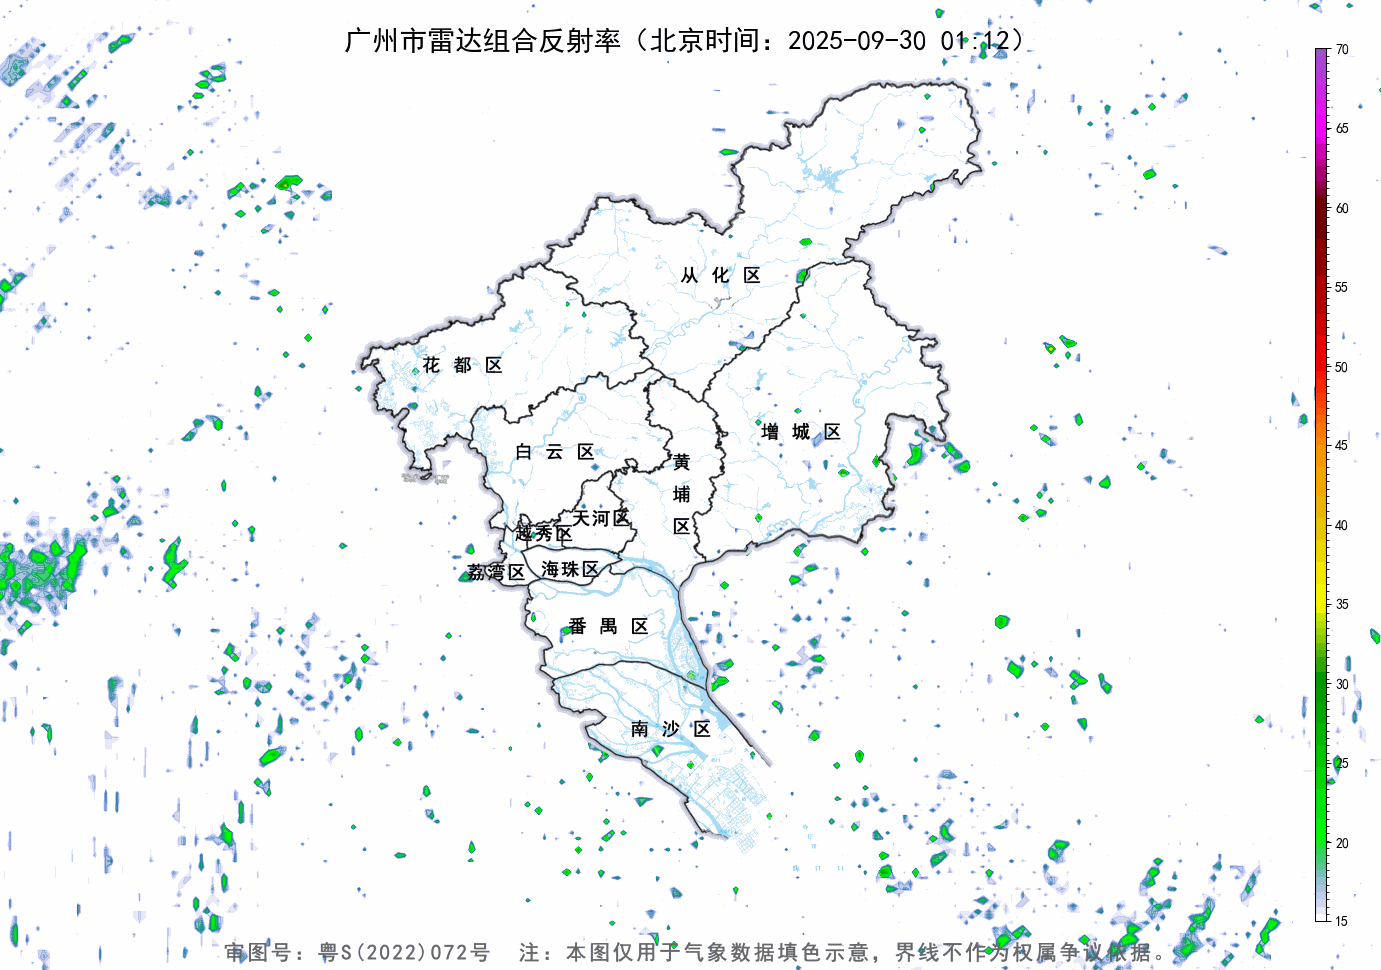 广州市雷达组合反射率（北京时间：2025-09-30 01:12）
70
65
60
55
50
45
40
35
30
25
20
15
从化区
花都区
增城区
白云区
黄埔区
天河区
越秀区
荔湾区
海珠区
番禺区
南沙区
审图号：粤S(2022)072号 注：本图仅用于气象数据填色示意，界线不作为权属争议依据。